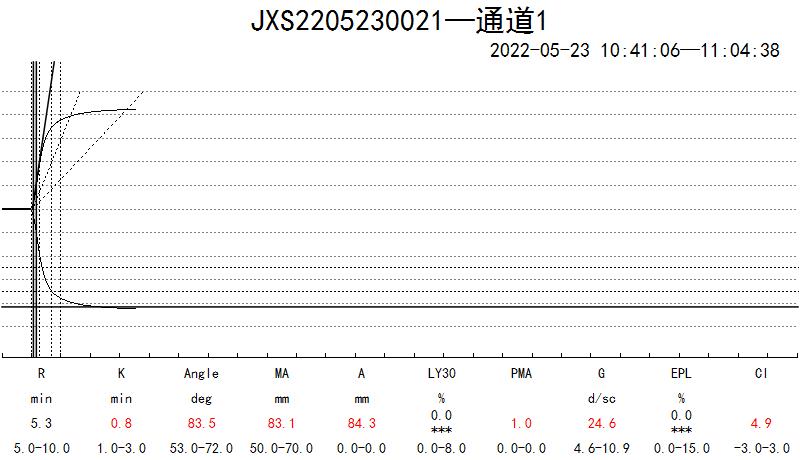 JXS2205230021—通道1
2022-05-23 10:41:06—11:04:38
R K Angle MA A LY30 PMA G EPL CI
min min deg mm mm % d/sc %
5.3 0.8 83.5 83.1 84.3 0.0 1.0 24.6 0.0 4.9
*** ***
5.0-10.0 1.0-3.0 53.0-72.0 50.0-70.0 0.0-0.0 0.0-8.0 0.0-0.0 4.6-10.9 0.0-15.0 -3.0-3.0